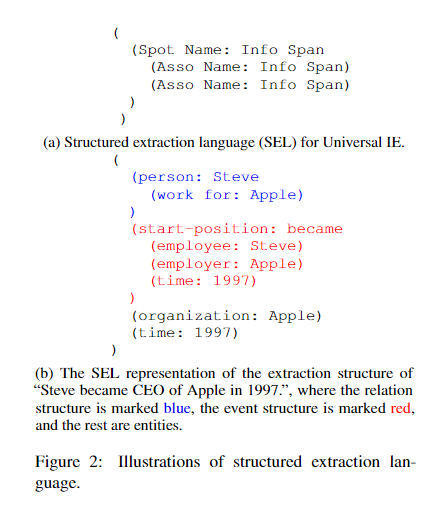 (
(Spot Name: Info Span
(Asso Name: Info Span)
(Asso Name: Info Span)
)
)
(a) Structured extraction language (SEL) for Universal IE.
(
(person: Steve
(work for: Apple)
)
(start-position: became
(employee: Steve)
(employer: Apple)
(time: 1997)
)
(organization: Apple)
(time: 1997)
)
(b) The SEL representation of the extraction structure of
“Steve became CEO of Apple in 1997.”, where the relation
structure is marked blue, the event structure is marked red,
and the rest are entities.
Figure 2: Illustrations of structured extraction lan-
guage.